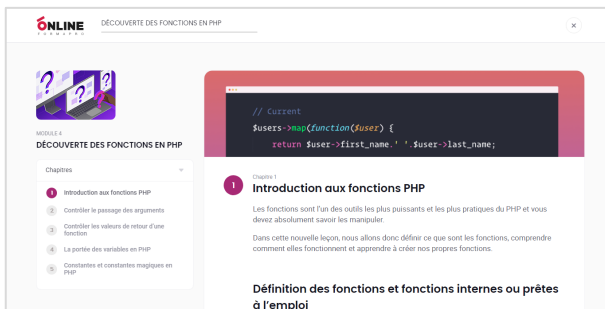 ONLINE
FORMAPRO
DÉCOUVERTE DES FONCTIONS EN PHP
×
MODULE 4
DÉCOUVERTE DES FONCTIONS EN PHP
Chapitres
1 Introduction aux fonctions PHP
2 Contrôler le passage des arguments
3 Contrôler les valeurs de retour d'une
fonction
4 La portée des variables en PHP
5 Constantes et constantes magiques en
PHP
// Current
$users->map(function($user) {
return $user->first_name.' '.$user->last_name;
1
Chapitre 1
Introduction aux fonctions PHP
Les fonctions sont l'un des outils les plus puissants et les plus pratiques du PHP et vous
devez absolument savoir les manipuler.
Dans cette nouvelle leçon, nous allons donc définir ce que sont les fonctions, comprendre
comment elles fonctionnent et apprendre à créer nos propres fonctions.
Définition des fonctions et fonctions internes ou prêtes
à l'emploi